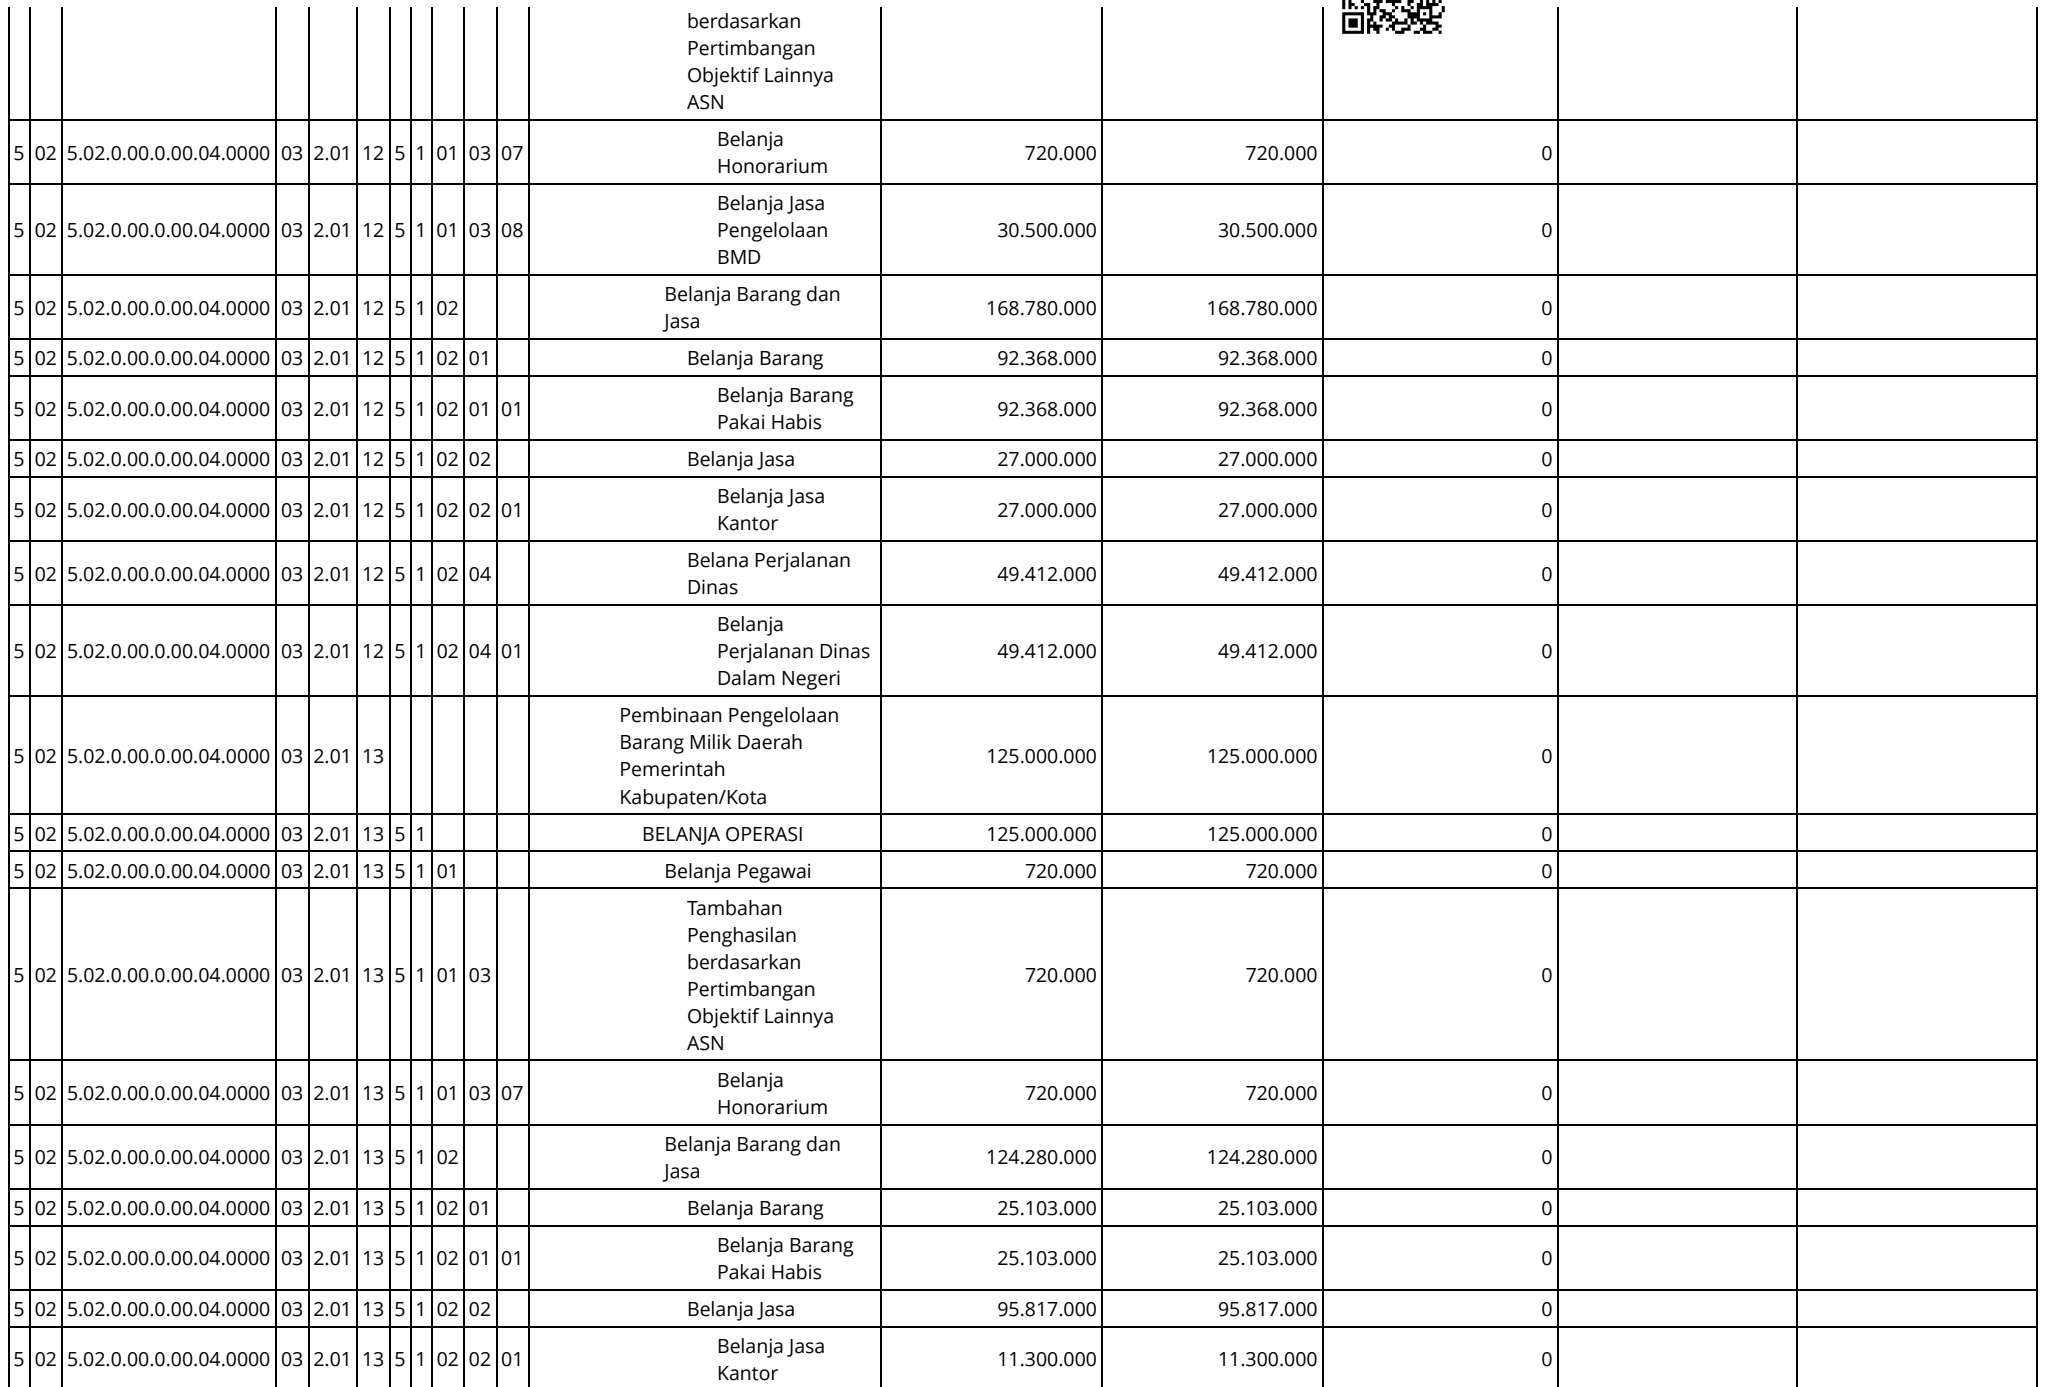 berdasarkan
Pertimbangan
Objektif Lainnya
ASN
5 02 5.02.0.00.0.00.04.0000 03 2.01 12 5 1 01 03 07 Belanja Honorarium 720.000 720.000 0
5 02 5.02.0.00.0.00.04.0000 03 2.01 12 5 1 01 03 08 Belanja Jasa Pengelolaan BMD 30.500.000 30.500.000 0
5 02 5.02.0.00.0.00.04.0000 03 2.01 12 5 1 02 Belanja Barang dan Jasa 168.780.000 168.780.000 0
5 02 5.02.0.00.0.00.04.0000 03 2.01 12 5 1 02 01 Belanja Barang 92.368.000 92.368.000 0
5 02 5.02.0.00.0.00.04.0000 03 2.01 12 5 1 02 01 01 Belanja Barang Pakai Habis 92.368.000 92.368.000 0
5 02 5.02.0.00.0.00.04.0000 03 2.01 12 5 1 02 02 Belanja Jasa 27.000.000 27.000.000 0
5 02 5.02.0.00.0.00.04.0000 03 2.01 12 5 1 02 02 01 Belanja Jasa Kantor 27.000.000 27.000.000 0
5 02 5.02.0.00.0.00.04.0000 03 2.01 12 5 1 02 04 Belana Perjalanan Dinas 49.412.000 49.412.000 0
5 02 5.02.0.00.0.00.04.0000 03 2.01 12 5 1 02 04 01 Belanja Perjalanan Dinas Dalam Negeri 49.412.000 49.412.000 0
5 02 5.02.0.00.0.00.04.0000 03 2.01 13 Pembinaan Pengelolaan Barang Milik Daerah Pemerintah Kabupaten/Kota 125.000.000 125.000.000 0
5 02 5.02.0.00.0.00.04.0000 03 2.01 13 5 1 BELANJA OPERASI 125.000.000 125.000.000 0
5 02 5.02.0.00.0.00.04.0000 03 2.01 13 5 1 01 Belanja Pegawai 720.000 720.000 0
5 02 5.02.0.00.0.00.04.0000 03 2.01 13 5 1 01 03 Tambahan Penghasilan berdasarkan Pertimbangan Objektif Lainnya ASN 720.000 720.000 0
5 02 5.02.0.00.0.00.04.0000 03 2.01 13 5 1 01 03 07 Belanja Honorarium 720.000 720.000 0
5 02 5.02.0.00.0.00.04.0000 03 2.01 13 5 1 02 Belanja Barang dan Jasa 124.280.000 124.280.000 0
5 02 5.02.0.00.0.00.04.0000 03 2.01 13 5 1 02 01 Belanja Barang 25.103.000 25.103.000 0
5 02 5.02.0.00.0.00.04.0000 03 2.01 13 5 1 02 01 01 Belanja Barang Pakai Habis 25.103.000 25.103.000 0
5 02 5.02.0.00.0.00.04.0000 03 2.01 13 5 1 02 02 Belanja Jasa 95.817.000 95.817.000 0
5 02 5.02.0.00.0.00.04.0000 03 2.01 13 5 1 02 02 01 Belanja Jasa Kantor 11.300.000 11.300.000 0